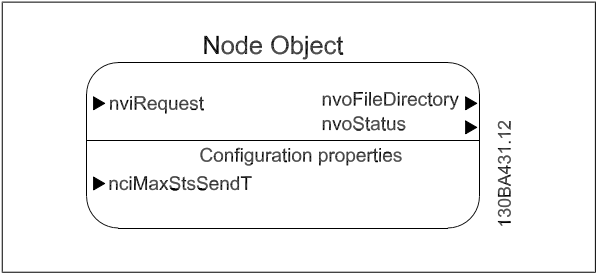 Node Object
nviRequest
nvoFileDirectory
nvoStatus
Configuration properties
nciMaxStsSendT
130BA431.12